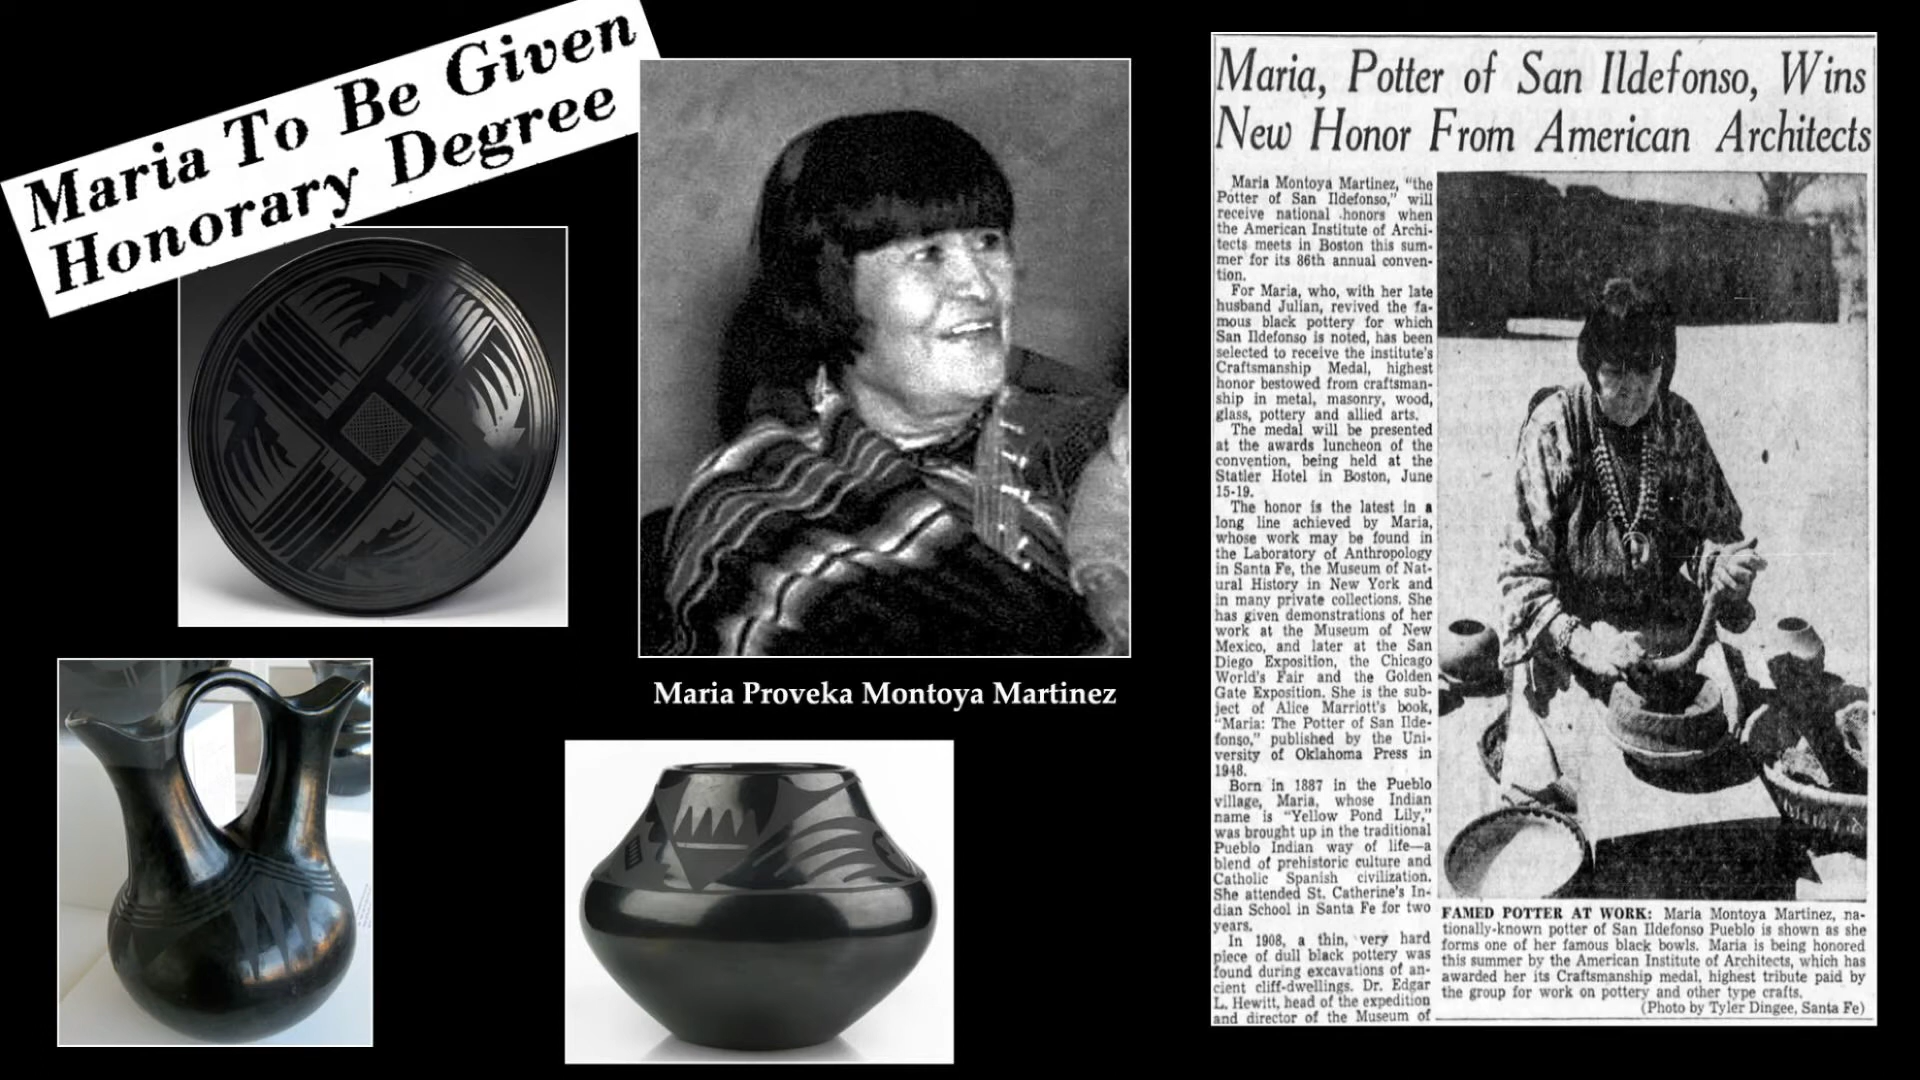 Maria To Be Given
Honorary Degree
Maria Proveka Montoya Martinez
Maria, Potter of San Ildefonso, Wins
New Honor From American Architects
Maria Montoya Martinez, “the
Potter of San Ildefonso,” will
receive national honors when
the American Institute of Archi-
tects meets in Boston this sum-
mer for its 86th annual conven-
tion.
For Maria, who, with her late
husband Julian, revived the fa-
mous black pottery for which
San Ildefonso is noted, has been
selected to receive the institute's
Craftsmanship Medal, highest
honor bestowed from craftsman-
ship in metal, masonry, wood,
glass, pottery and allied arts.
The medal will be presented
at the awards luncheon of the
convention, being held at the
Statler Hotel in Boston, June
15-19.
The honor is the latest in a
long line achieved by Maria,
whose work may be found in
the Laboratory of Anthropology
in Santa Fe, the Museum of Nat-
ural History in New York and
in many private collections. She
has given demonstrations of her
work at the Museum of New
Mexico, and later at the San
Diego Exposition, the Chicago
World's Fair and the Golden
Gate Exposition. She is the sub-
ject of Alice Marriott's book,
“Maria: The Potter of San Ilde-
fonso,” published by the Uni-
versity of Oklahoma Press in
1948.
Born in 1887 in the Pueblo
village, Maria, whose Indian
name is “Yellow Pond Lily,”
was brought up in the traditional
Pueblo Indian way of life—a
blend of prehistoric culture and
Catholic Spanish civilization.
She attended St. Catherine's In-
dian School in Santa Fe for two
years.
In 1908, a thin, very hard
piece of dull black pottery was
found during excavations of an-
cient cliff-dwellings. Dr. Edgar
L. Hewitt, head of the expedition
and director of the Museum of
FAMED POTTER AT WORK: Maria Montoya Martinez, na-
tionally-known potter of San Ildefonso Pueblo is shown as she
forms one of her famous black bowls. Maria is being honored
this summer by the American Institute of Architects, which has
awarded her its Craftsmanship medal, highest tribute paid by
the group for work on pottery and other type crafts.
(Photo by Tyler Dingee, Santa Fe)